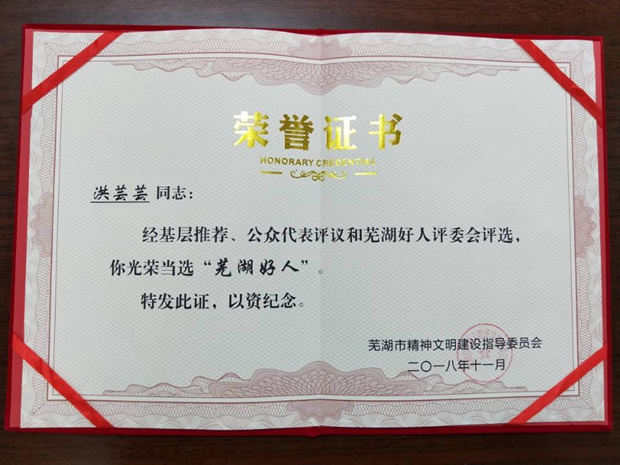 荣誉证书
HONORARY CREDENTIAL
洪芸芸同志：
经基层推荐、公众代表评议和芜湖好人评委会评选，
你光荣当选“芜湖好人”。
特发此证，以资纪念。
芜湖市精神文明建设指导委员会
二〇一八年十一月